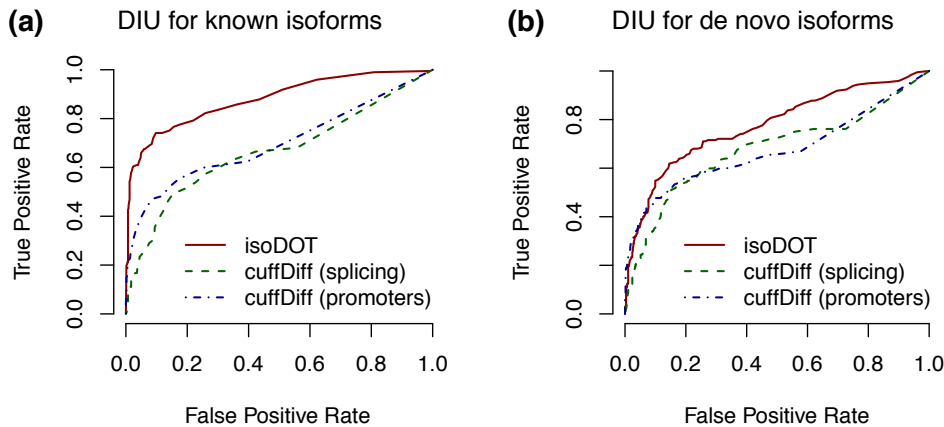 (a) DIU for known isoforms
True Positive Rate
1.0
0.8
0.6
0.4
0.2
0.0
isoDOT
cuffDiff (splicing)
cuffDiff (promoters)
0.0 0.2 0.4 0.6 0.8 1.0
False Positive Rate
(b) DIU for de novo isoforms
True Positive Rate
0.8
0.4
0.0
isoDOT
cuffDiff (splicing)
cuffDiff (promoters)
0.0 0.2 0.4 0.6 0.8 1.0
False Positive Rate